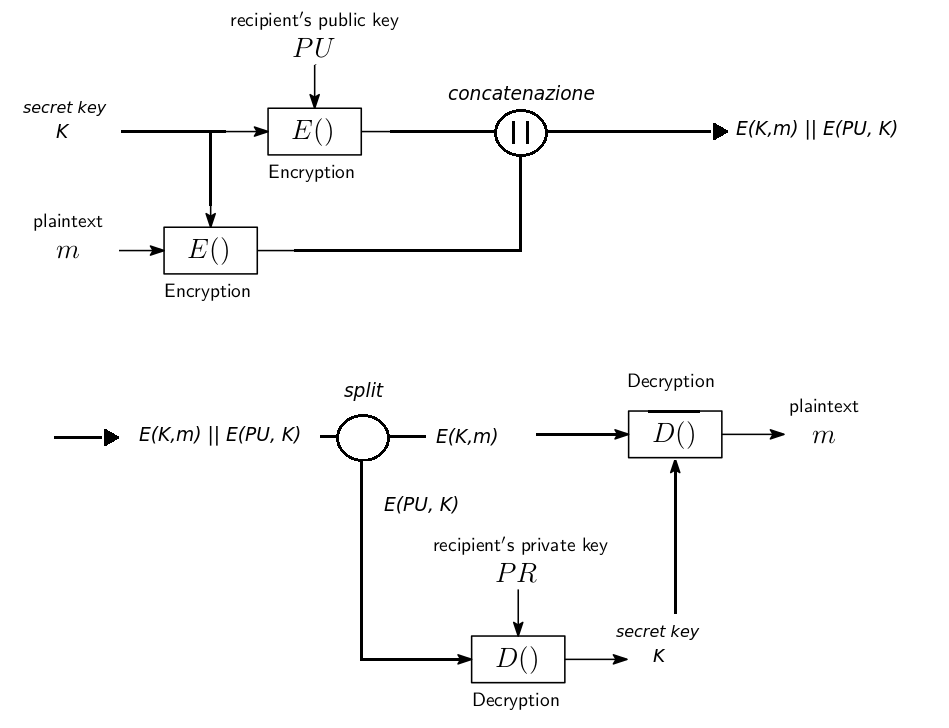 recipient's public key
PU
concatenazione
secret key
K
E()
||
E(K,m) || E(PU, K)
Encryption
plaintext
m
E()
Encryption
Decryption
split
plaintext
E(K,m) || E(PU, K)
E(K,m)
D()
m
E(PU, K)
recipient's private key
PR
secret key
K
D()
Decryption